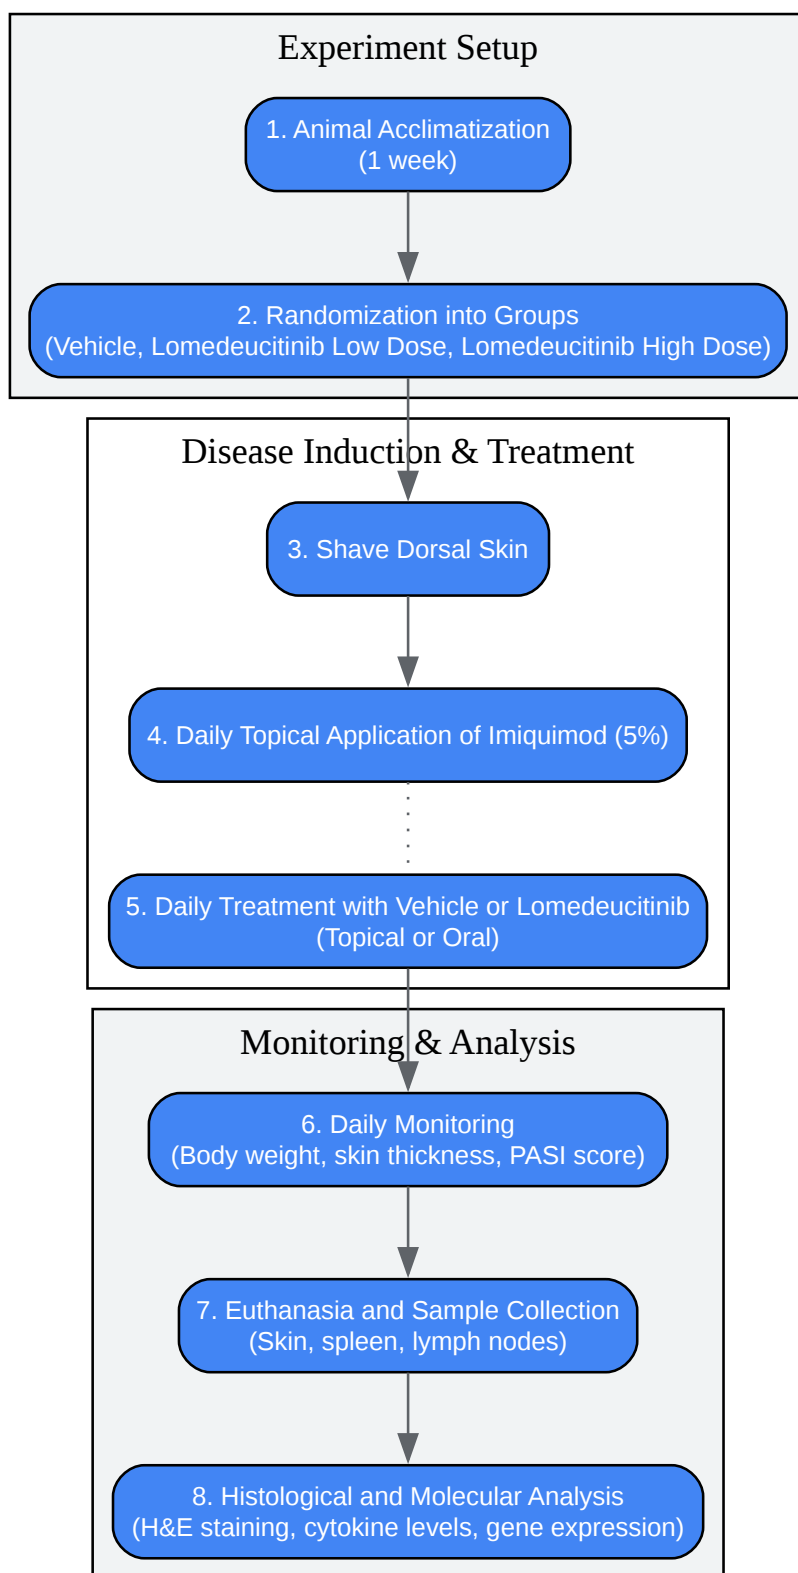 Experiment Setup
1. Animal Acclimatization
(1 week)
2. Randomization into Groups
(Vehicle, Lomedeucitinib Low Dose, Lomedeucitinib High Dose)
Disease Induction & Treatment
3. Shave Dorsal Skin
4. Daily Topical Application of Imiquimod (5%)
5. Daily Treatment with Vehicle or Lomedeucitinib
(Topical or Oral)
Monitoring & Analysis
6. Daily Monitoring
(Body weight, skin thickness, PASI score)
7. Euthanasia and Sample Collection
(Skin, spleen, lymph nodes)
8. Histological and Molecular Analysis
(H&E staining, cytokine levels, gene expression)